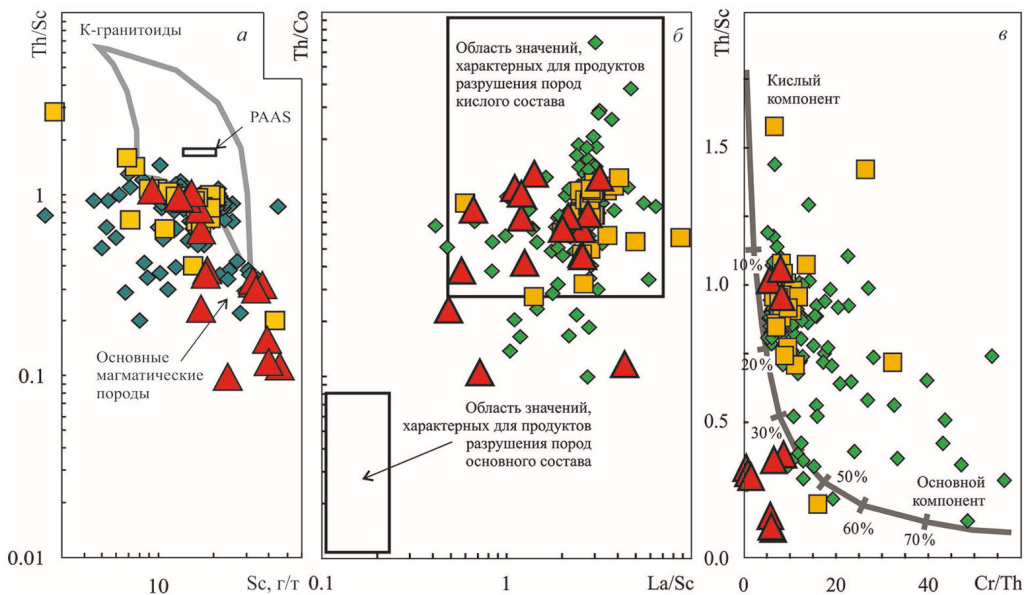 Th/Sc
К-гранитоиды
а
PAAS
1
0.1
0.01
Основные
магматические
породы
10
Sc, г/т
Th/Co
б
Область значений,
характерных для продуктов
разрушения пород
кислого состава
Область значений,
характерных для продуктов
разрушения пород
основного состава
0.1
1
La/Sc
Th/Sc
в
Кислый
компонент
1.5
1.0
0.5
0.0
10%
20%
30%
50%
60%
70%
Основной
компонент
0
20
40
Cr/Th